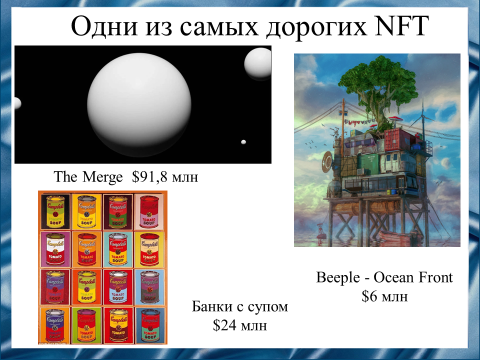 Одни из самых дорогих NFT
The Merge $91,8 млн
Beeple - Ocean Front
$6 млн
Банки с супом
$24 млн